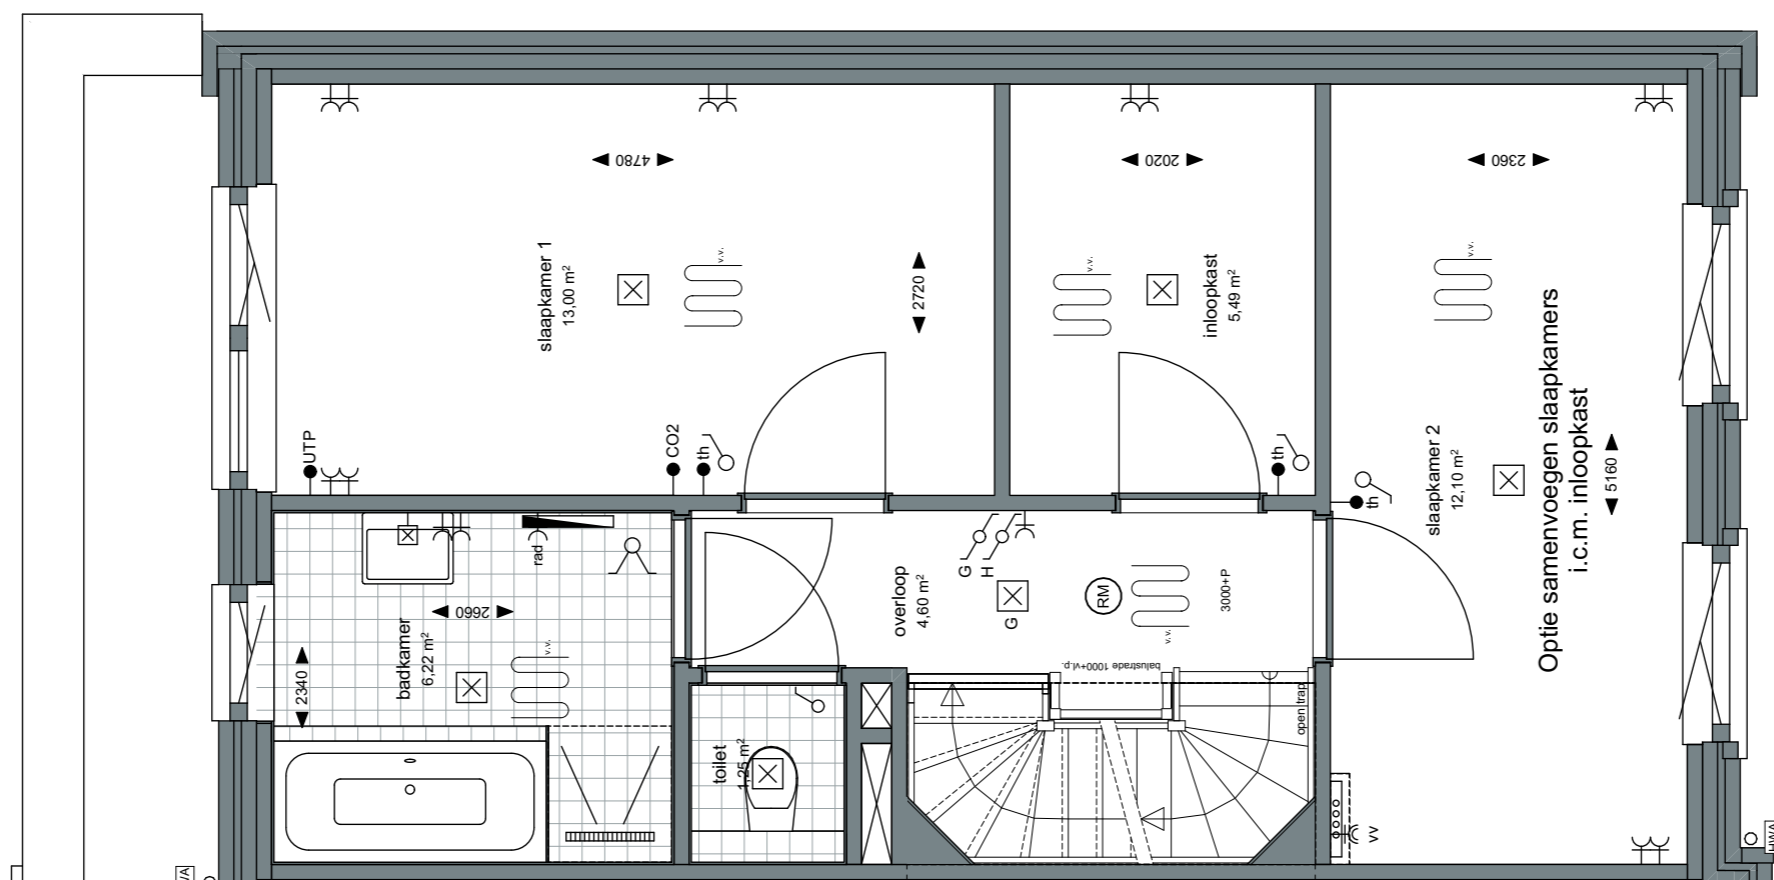 4780
2020
2360
slaapkamer 1
13,00 m²
v.v.
2720
v.v.
inloopkast
5,49 m²
v.v.
Optie samenvoegen slaapkamers
i.c.m. inloopkast
slaapkamer 2
12,10 m²
5160
UTP
CO2
th
th
th
rad
2660
badkamer
6,22 m²
2340
v.v.
G
H
overloop
4,60 m²
G
RM
v.v.
3000+P
balustrade 1000+vl.p.
open trap
toilet
1,25 m²
VV
HWA